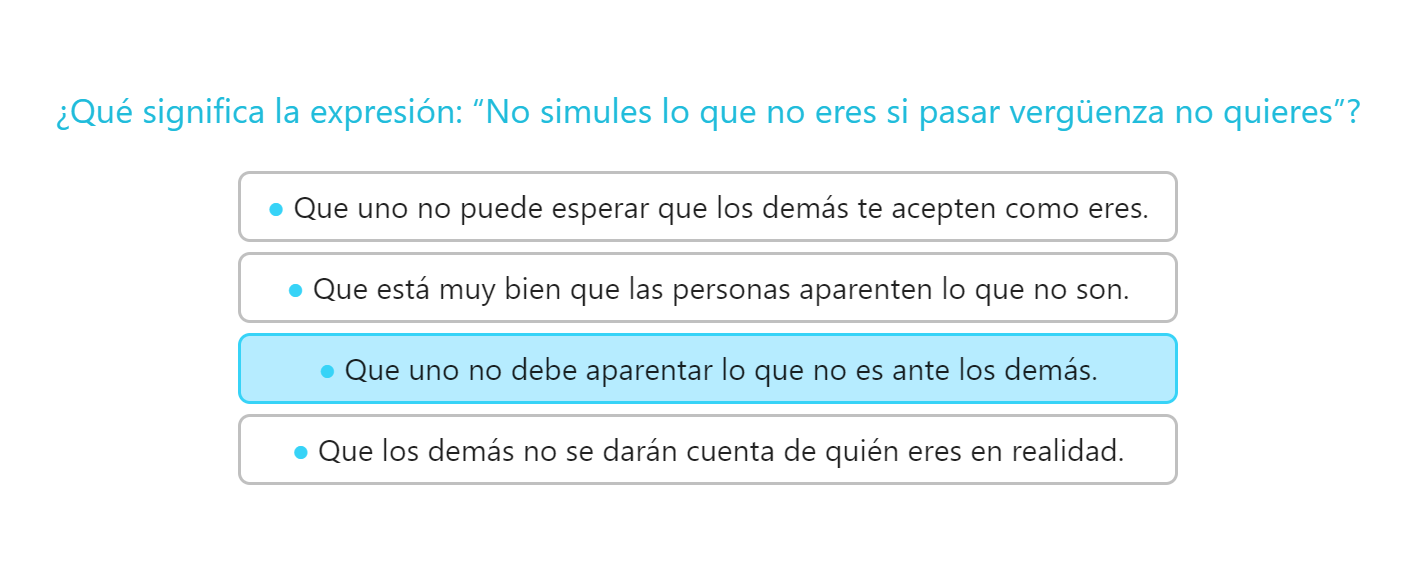 ¿Qué significa la expresión: “No simules lo que no eres si pasar vergüenza no quieres”?
● Que uno no puede esperar que los demás te acepten como eres.
● Que está muy bien que las personas aparenten lo que no son.
● Que uno no debe aparentar lo que no es ante los demás.
● Que los demás no se darán cuenta de quién eres en realidad.